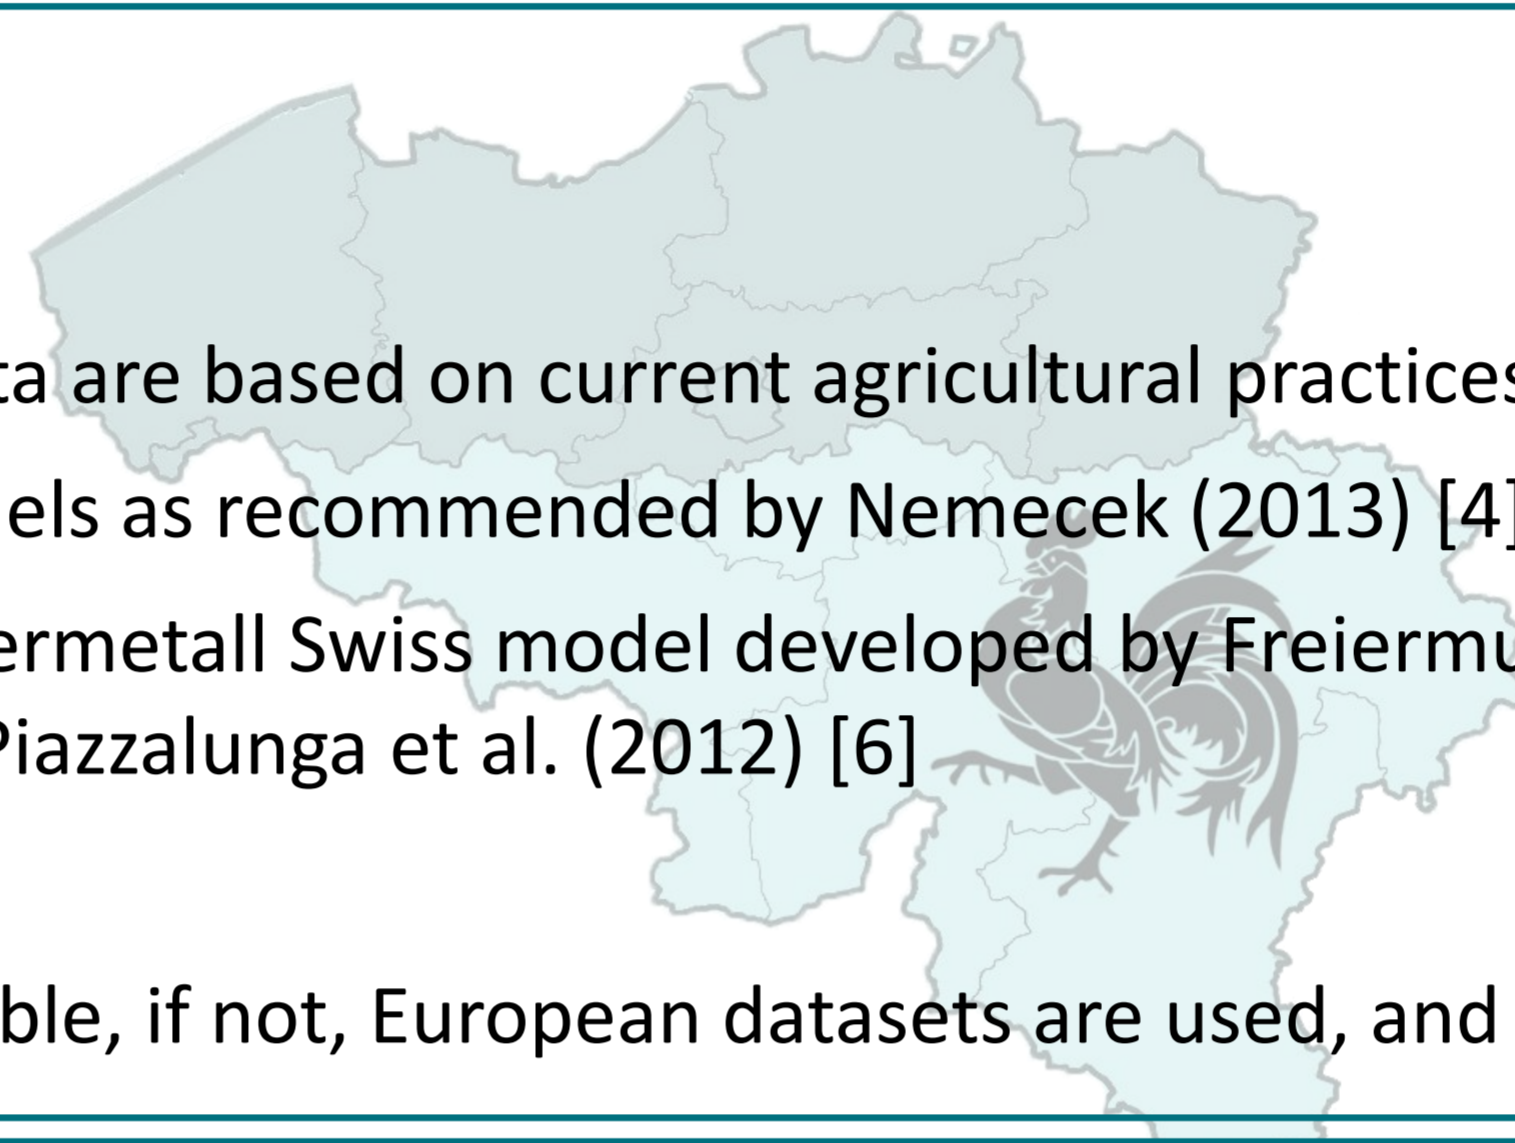 ta are based on current agricultural practices
els as recommended by Nemecek (2013) [4]
ermetall Swiss model developed by Freiermu
Piazzalunga et al. (2012) [6]
ble, if not, European datasets are used, and